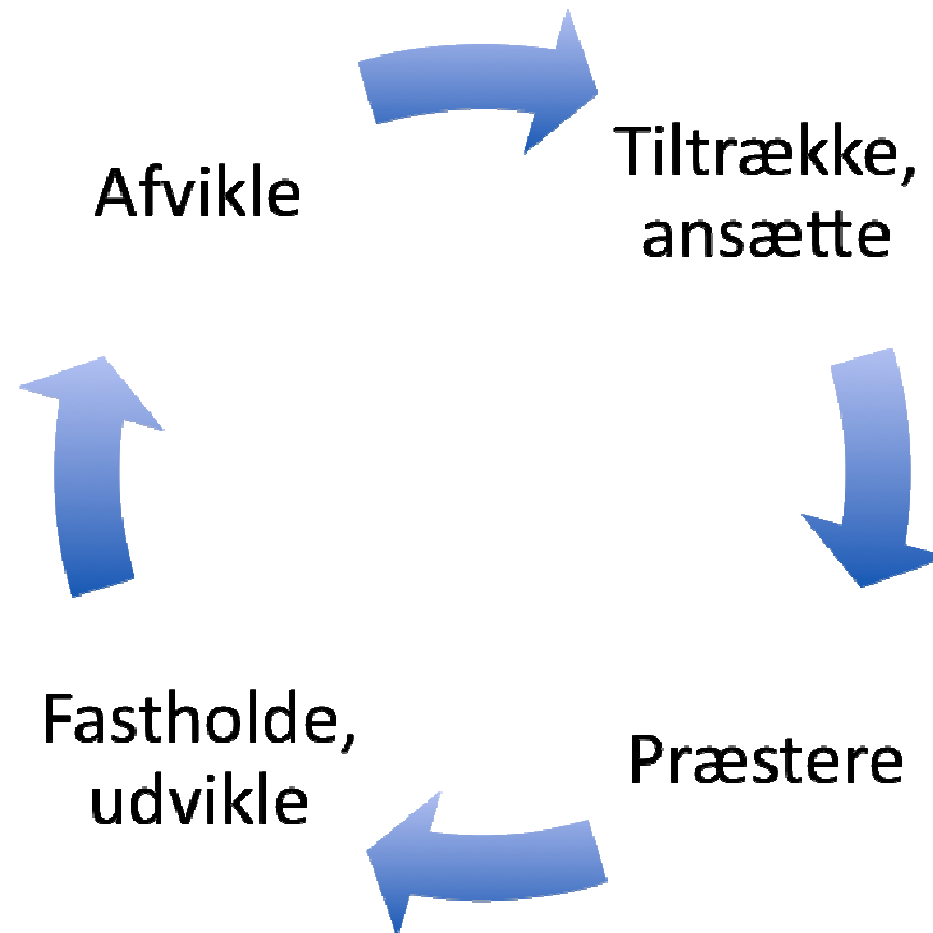 Tiltrække,
ansætte
Præstere
Fastholde,
udvikle
Afvikle